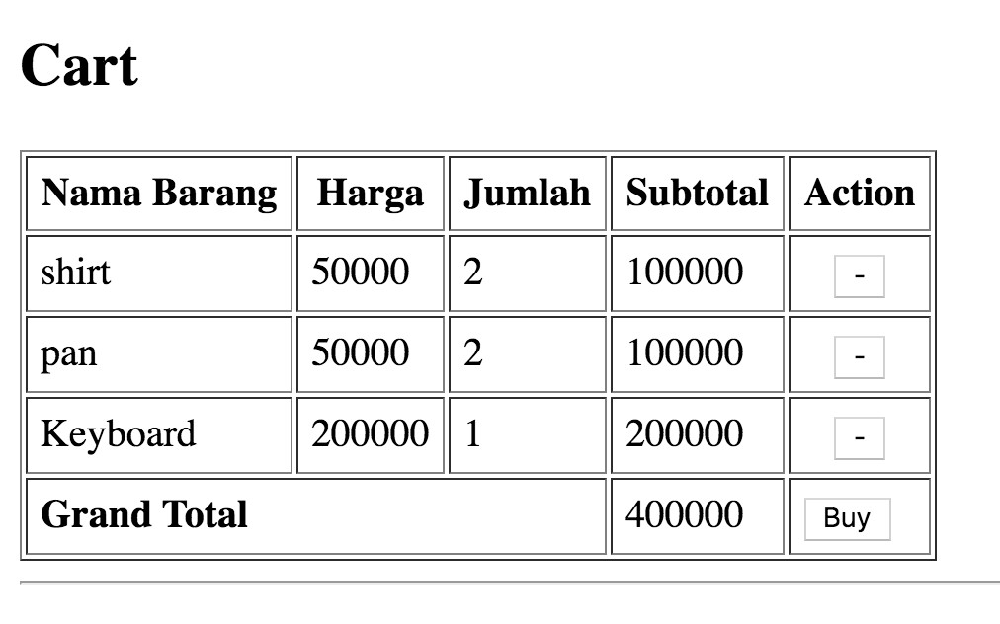 Cart
Nama Barang Harga Jumlah Subtotal Action
shirt 50000 2 100000 -
pan 50000 2 100000 -
Keyboard 200000 1 200000 -
Grand Total 400000 Buy